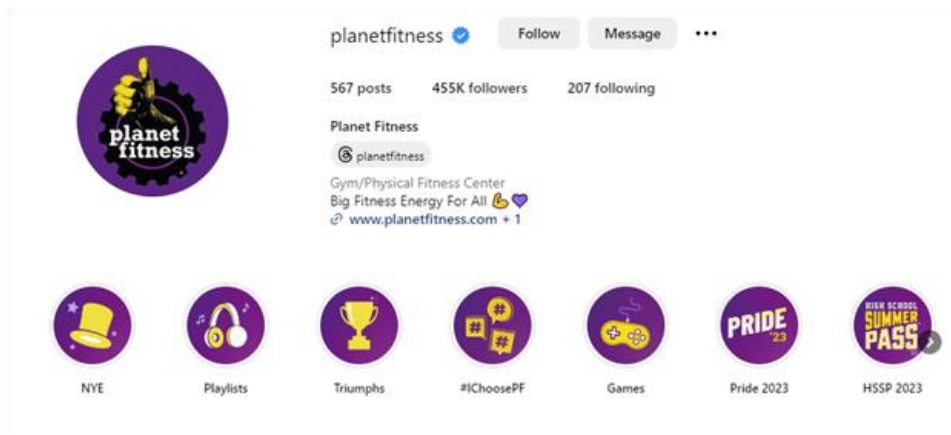 planetfitness
Follow
Message
567 posts
455K followers
207 following
planet
fitness
Planet Fitness
planetfitness
Gym/Physical Fitness Center
Big Fitness Energy For All 💪💜
www.planetfitness.com + 1
#
#
#
PRIDE
'23
HIGH SCHOOL
SUMMER
PASS
NYE
Playlists
Triumphs
#IChoosePF
Games
Pride 2023
HSSP 2023